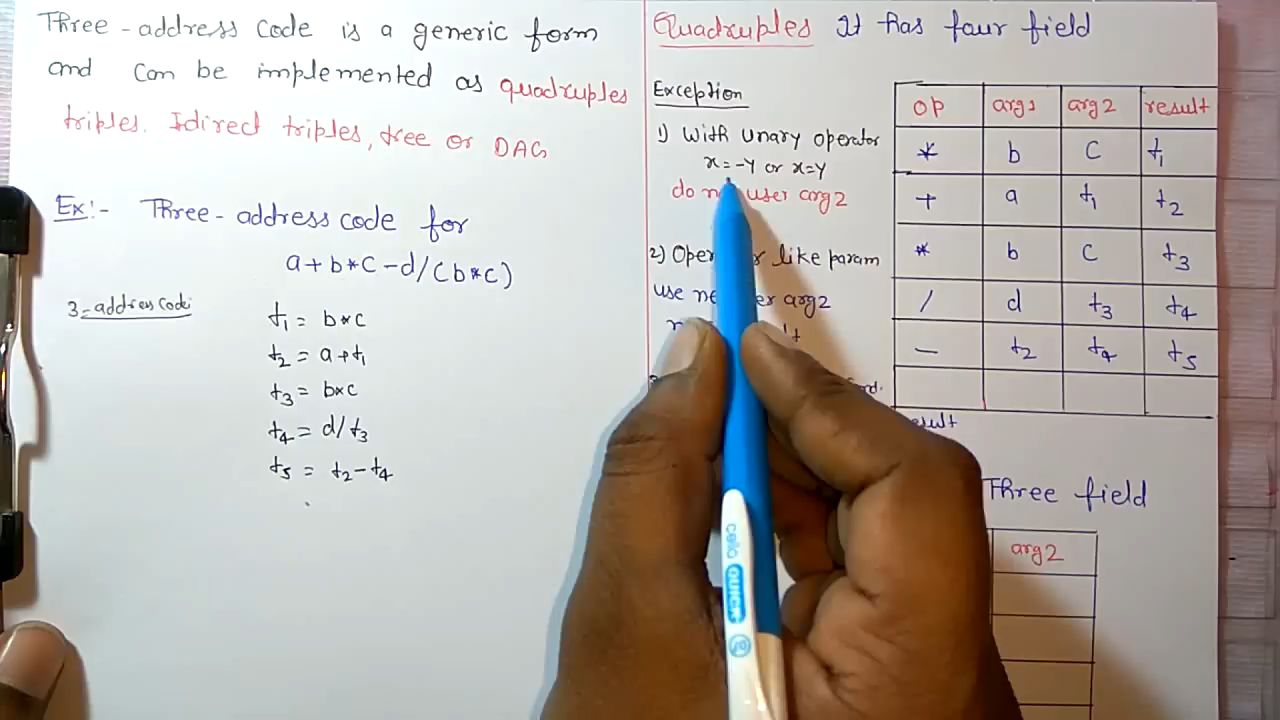 Three-address Code is a generic form
and Can be implemented as quadruples
triples. Idirect triples, tree or DAG
Ex:- Three-address code for
a+b*c-d/(b*c)
3-address code:
t1 = b*c
t2 = a+t1
t3 = b*c
t4 = d/t3
t5 = t2-t4
Quadruples It has four field
Exception
1) With Unary operator
x=-y or x=y
do user arg2
2) like param
use arg2
OP arg1 arg2 result
* b c t1
+ a t1 t2
* b c t3
/ d t3 t4
- t2 t4 t5
Three field
arg2
cello QUICK